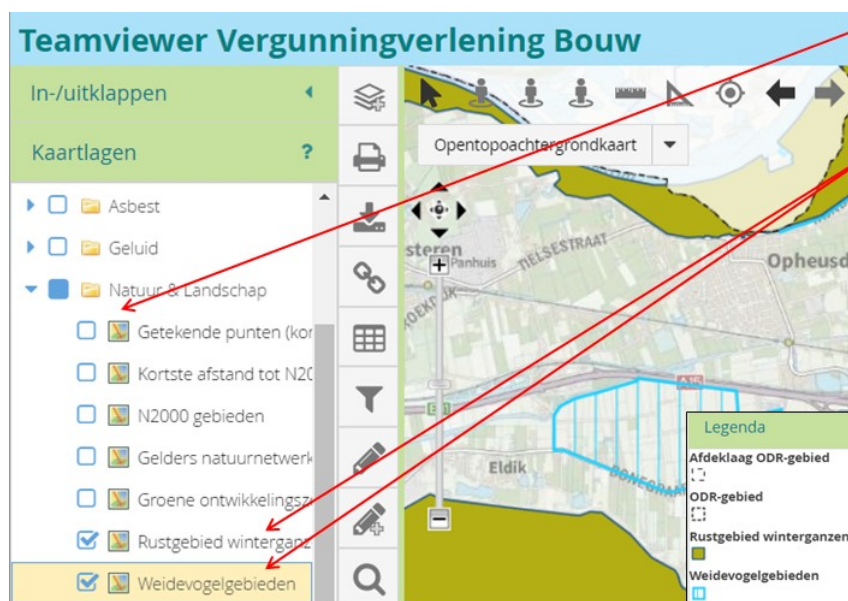 Teamviewer Vergunningverlening Bouw
In-/uitklappen
Kaartlagen ?
Asbest
Geluid
Natuur & Landschap
Getekende punten (kor
Kortste afstand tot N20
N2000 gebieden
Gelders natuurnetwerk
Groene ontwikkelingsz
Rustgebied winterganz
Weidevogelgebieden
Opentopoachtergrondkaart
steren
Panhuis
TIELSESTRAAT
Opheusd
A15
Eldik
BONEGRAA
Legenda
Afdeklaag ODR-gebied
ODR-gebied
Rustgebied winterganzen
Weidevogelgebieden